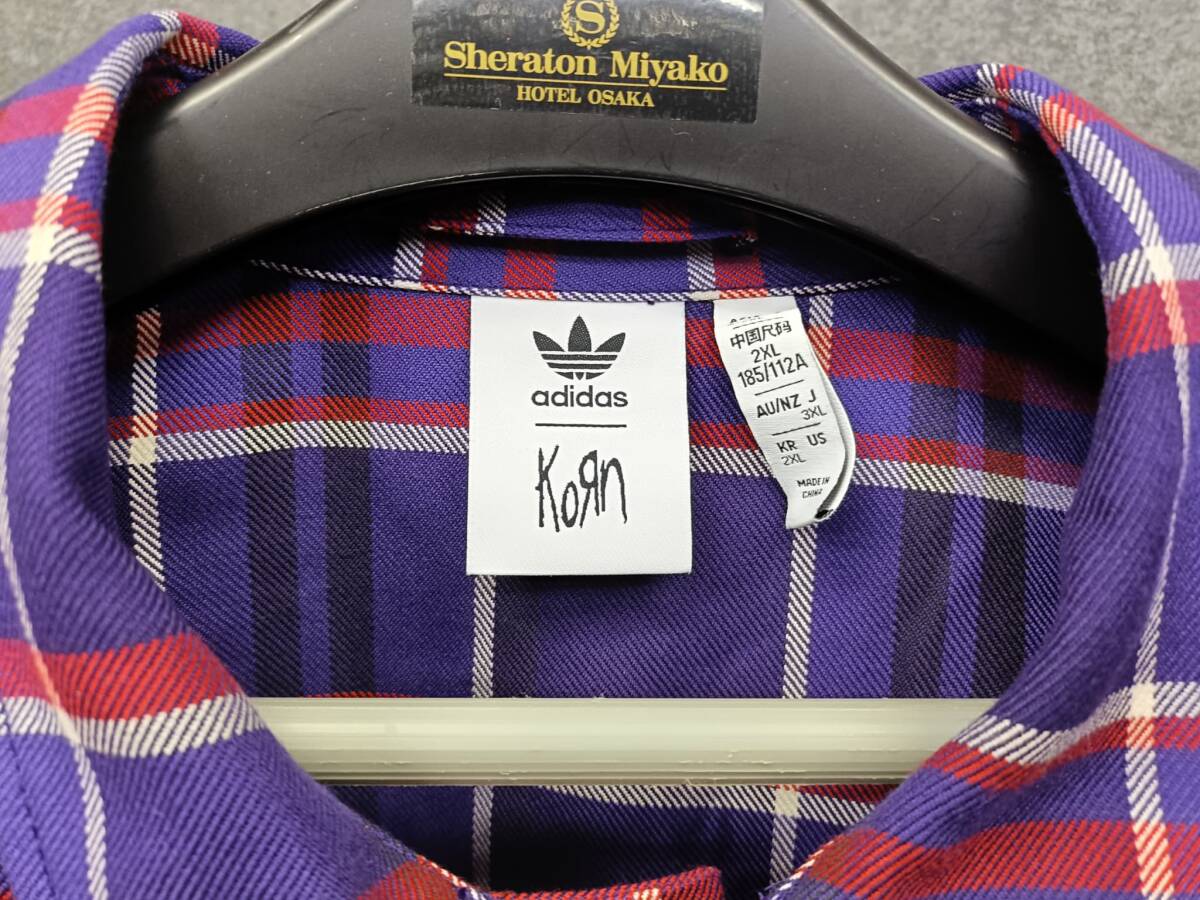 S
Sheraton Miyako
HOTEL OSAKA
adidas
KoЯn
中国尺码
2XL
185/112A
AU/NZ J
3XL
KR US
2XL
MADE IN
CHINA